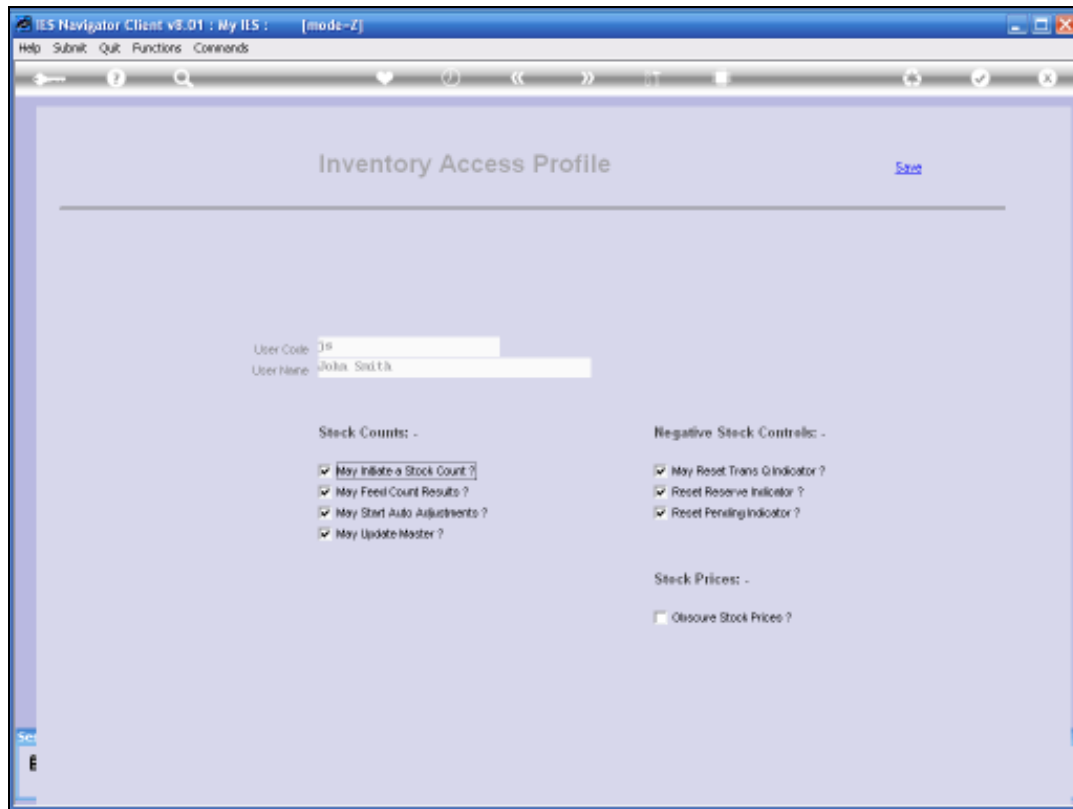 IES Navigator Client v8.01 : My IES :    [mode-Z]
Help Submit Quit Functions Commands
Inventory Access Profile
Save
User Code js
User Name John Smith
Stock Counts: -
Negative Stock Controls: -
May Initiate a Stock Count ?
May Reset Trans Q Indicator ?
May Feed Count Results ?
Reset Reserve Indicator ?
May Start Auto Adjustments ?
Reset Pending Indicator ?
May Update Master ?
Stock Prices: -
Obscure Stock Prices ?